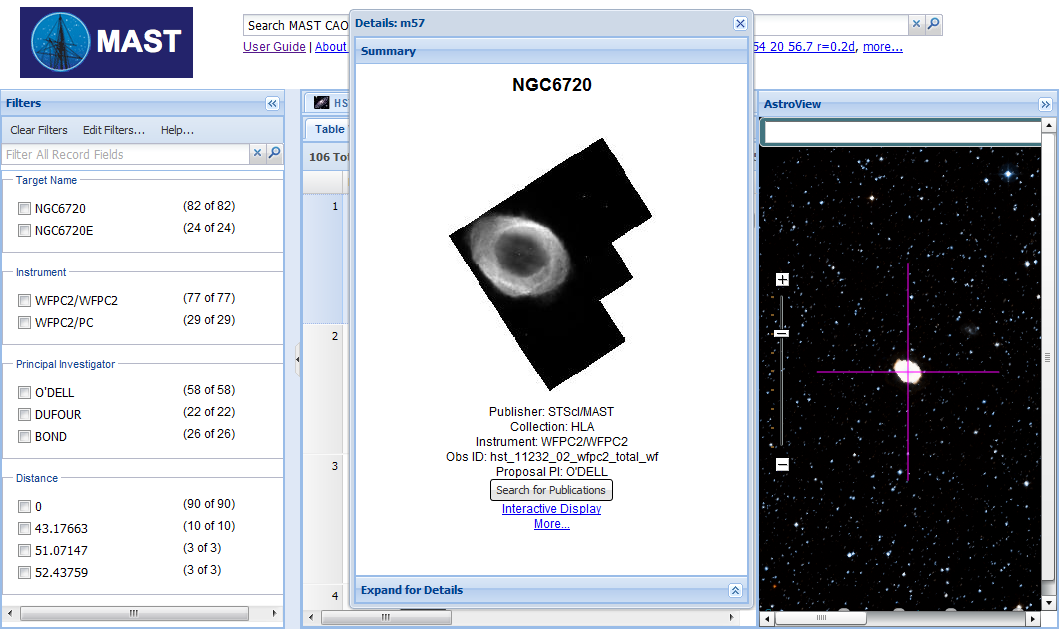 MAST
Search MAST CAO
User Guide | About
54 20 56.7 r=0.2d, more...
Filters
Clear Filters Edit Filters... Help...
Filter All Record Fields
Target Name
NGC6720 (82 of 82)
NGC6720E (24 of 24)
Instrument
WFPC2/WFPC2 (77 of 77)
WFPC2/PC (29 of 29)
Principal Investigator
O'DELL (58 of 58)
DUFOUR (22 of 22)
BOND (26 of 26)
Distance
0 (90 of 90)
43.17663 (10 of 10)
51.07147 (3 of 3)
52.43759 (3 of 3)
HS
Table
106 Tot
1
2
3
4
Details: m57
Summary
NGC6720
Publisher: STScI/MAST
Collection: HLA
Instrument: WFPC2/WFPC2
Obs ID: hst_11232_02_wfpc2_total_wf
Proposal PI: O'DELL
Search for Publications
Interactive Display
More...
Expand for Details
AstroView